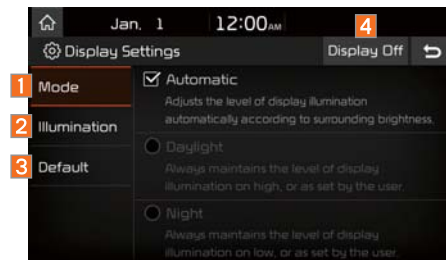 4
Jan. 1 12:00AM
Display Settings Display Off
1 Mode
Automatic
Adjusts the level of display illumination
automatically according to surrounding brightness.
2 Illumination
Daylight
Always maintains the level of display
illumination on high, or as set by the user.
3 Default
Night
Always maintains the level of display
illumination on low, or as set by the user.